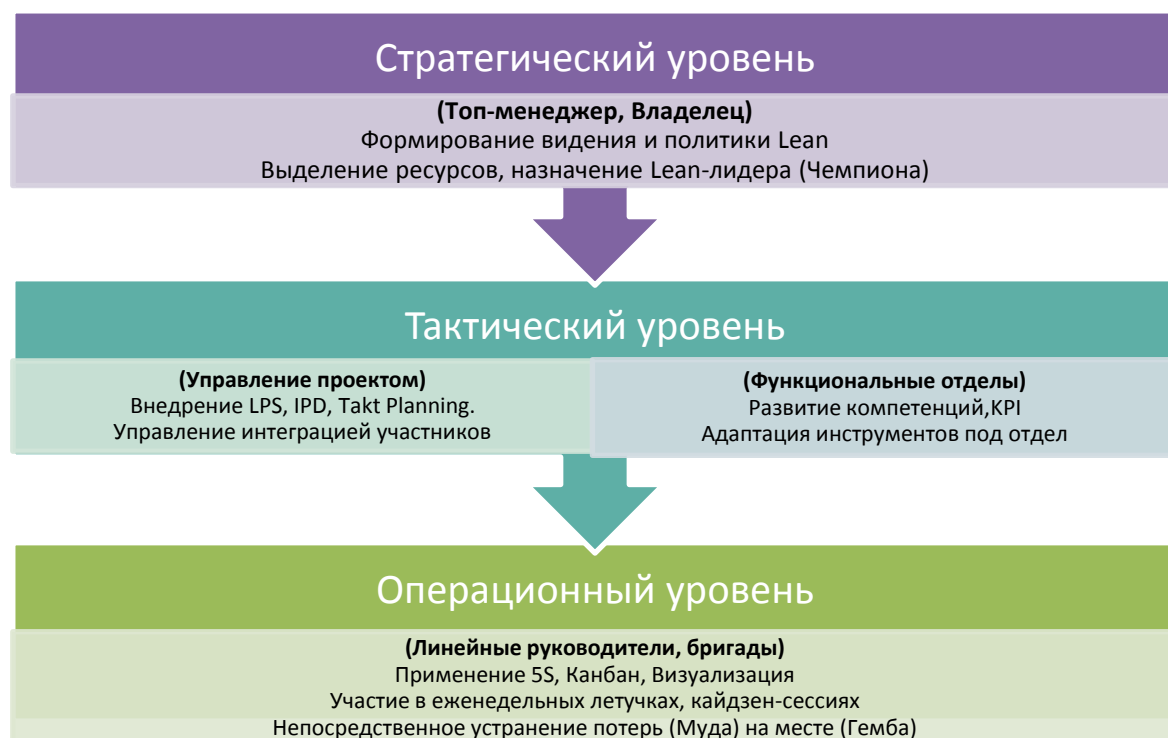 Стратегический уровень
(Топ-менеджер, Владелец)
Формирование видения и политики Lean
Выделение ресурсов, назначение Lean-лидера (Чемпиона)
Тактический уровень
(Управление проектом)
Внедрение LPS, IPD, Takt Planning.
Управление интеграцией участников
(Функциональные отделы)
Развитие компетенций,KPI
Адаптация инструментов под отдел
Операционный уровень
(Линейные руководители, бригады)
Применение 5S, Канбан, Визуализация
Участие в еженедельных летучках, кайдзен-сессиях
Непосредственное устранение потерь (Муда) на месте (Гемба)